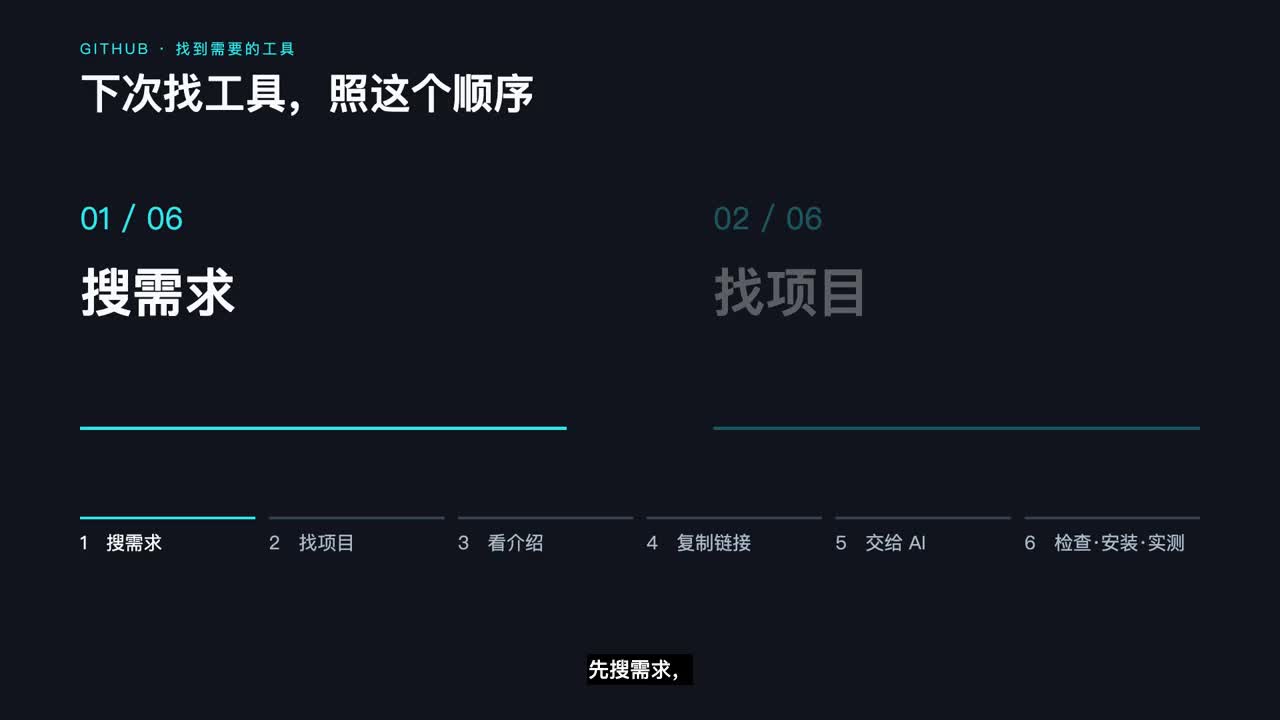 GITHUB · 找到需要的工具
下次找工具，照这个顺序
01 / 06
搜需求
02 / 06
找项目
1 搜需求
2 找项目
3 看介绍
4 复制链接
5 交给 AI
6 检查·安装·实测
先搜需求，